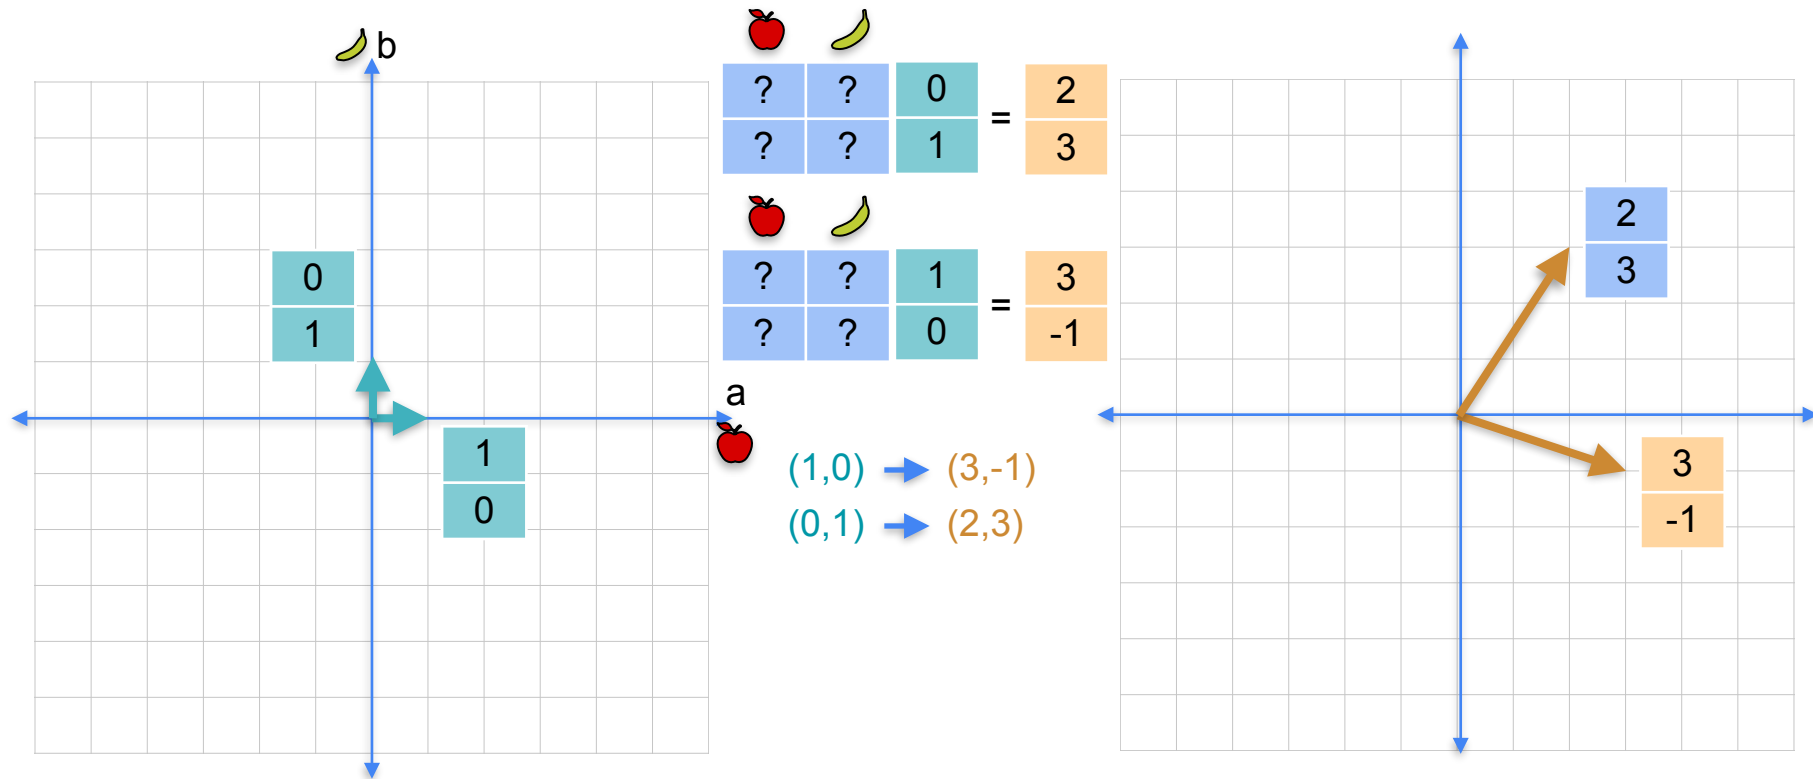 b
? ? 0 = 2
? ? 1 3
? ? 1 = 3
? ? 0 -1
0
1
a
1
0
(1,0) (3,-1)
(0,1) (2,3)
2
3
3
-1